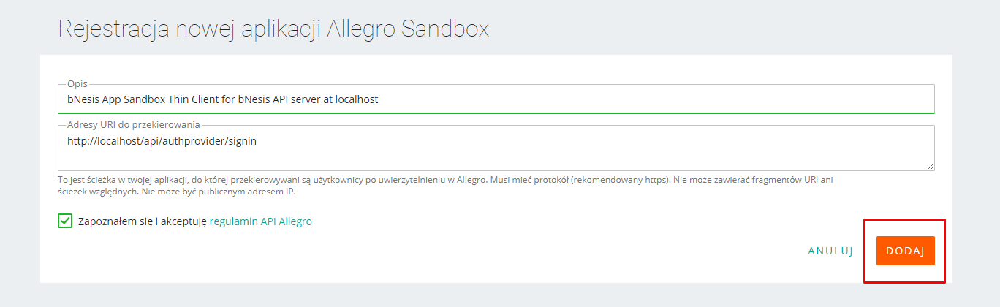 Rejestracja nowej aplikacji Allegro Sandbox
Opis
bNesis App Sandbox Thin Client for bNesis API server at localhost
Adresy URI do przekierowania
http://localhost/api/authprovider/signin
To jest ścieżka w twojej aplikacji, do której przekierowywani są użytkownicy po uwierzytelnieniu w Allegro. Musi mieć protokół (rekomendowany https). Nie może zawierać fragmentów URI ani
ścieżek względnych. Nie może być publicznym adresem IP.
Zapoznałem się i akceptuję regulamin API Allegro
ANULUJ DODAJ